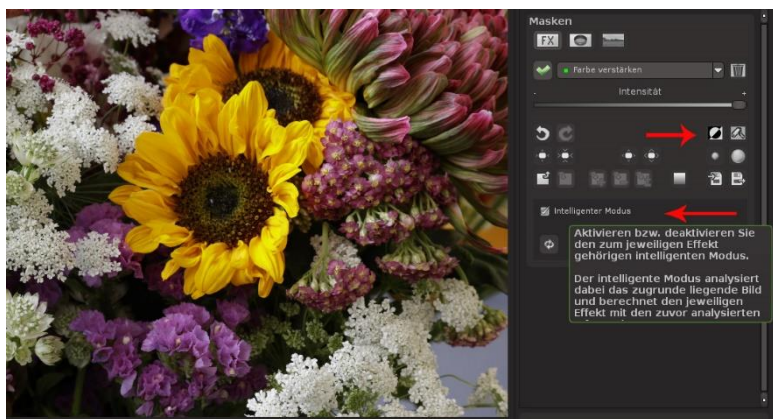 Masken
FX
Farbe verstärken
Intensität
-
+
Intelligenter Modus
Aktivieren bzw. deaktivieren Sie
den zum jeweiligen Effekt
gehörigen intelligenten Modus.
Der intelligente Modus analysiert
dabei das zugrunde liegende Bild
und berechnet den jeweiligen
Effekt mit den zuvor analysierten